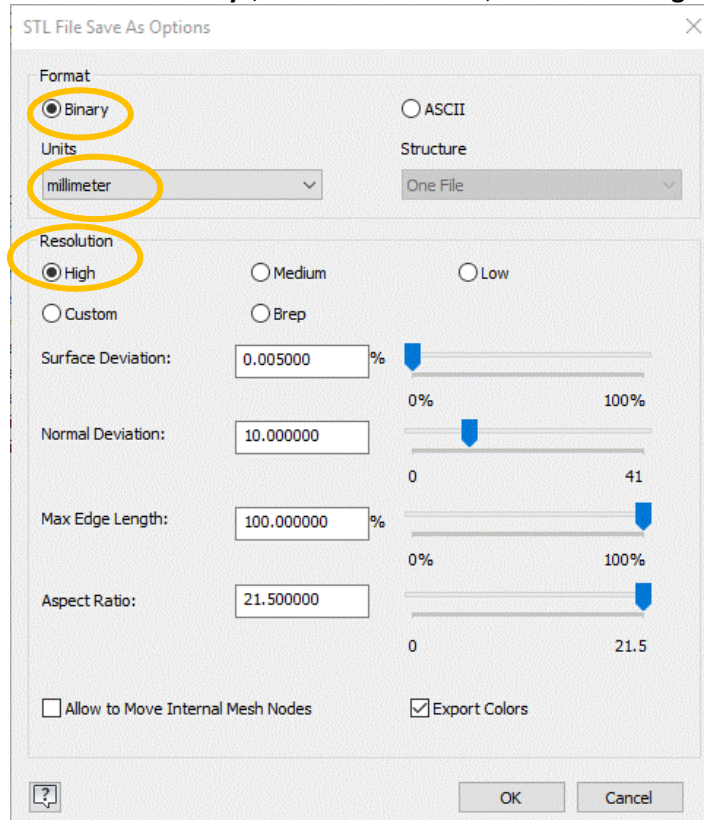 STL File Save As Options
Format
Binary ASCII
Units Structure
millimeter One File
Resolution
High Medium Low
Custom Brep
Surface Deviation: 0.005000 %
0% 100%
Normal Deviation: 10.000000
0 41
Max Edge Length: 100.000000 %
0% 100%
Aspect Ratio: 21.500000
0 21.5
Allow to Move Internal Mesh Nodes Export Colors
? OK Cancel